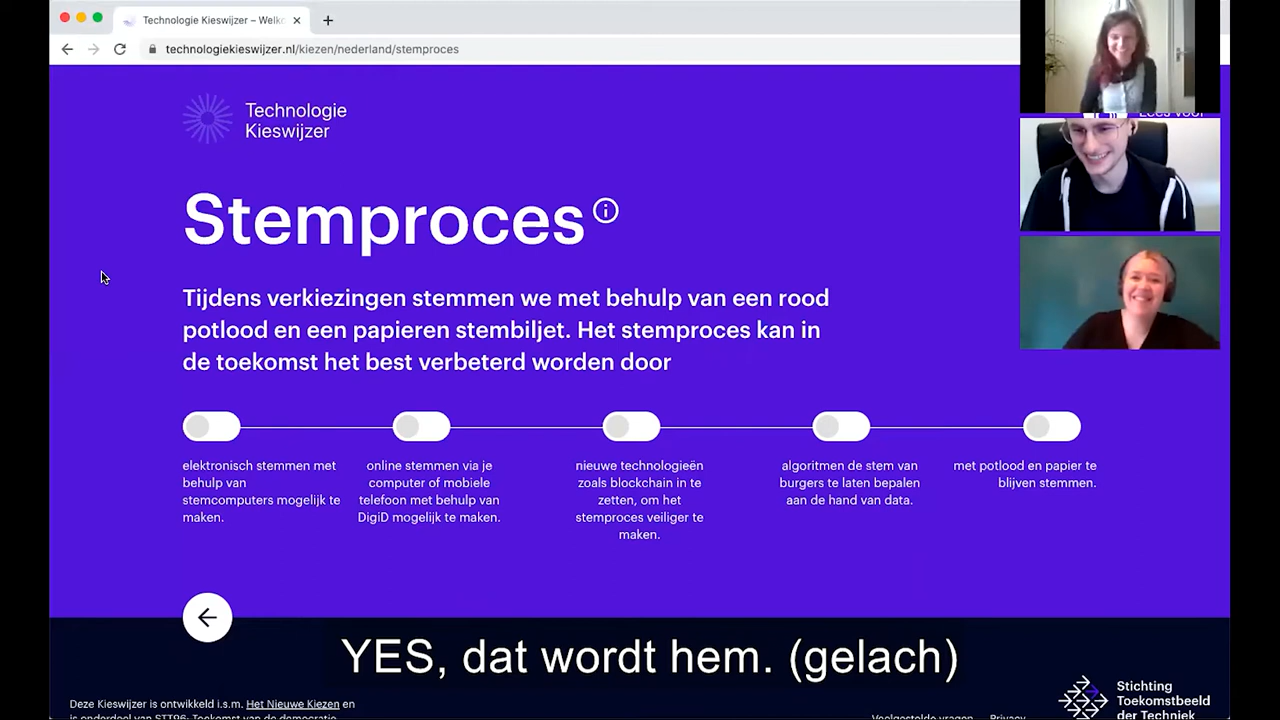 Technologie Kieswijzer – Welko
technologiekieswijzer.nl/kiezen/nederland/stemproces
Technologie
Kieswijzer
Lees voor
Stemproces
Tijdens verkiezingen stemmen we met behulp van een rood
potlood en een papieren stembiljet. Het stemproces kan in
de toekomst het best verbeterd worden door
elektronisch stemmen met
behulp van
stemcomputers mogelijk te
maken.
online stemmen via je
computer of mobiele
telefoon met behulp van
DigiD mogelijk te maken.
nieuwe technologieën
zoals blockchain in te
zetten, om het
stemproces veiliger te
maken.
algoritmen de stem van
burgers te laten bepalen
aan de hand van data.
met potlood en papier te
blijven stemmen.
YES, dat wordt hem. (gelach)
Deze Kieswijzer is ontwikkeld i.s.m. Het Nieuwe Kiezen en
is onderdeel van STT96: Toekomst van de democratie
Veelgestelde vragen Privacy
Stichting
Toekomstbeeld
der Techniek